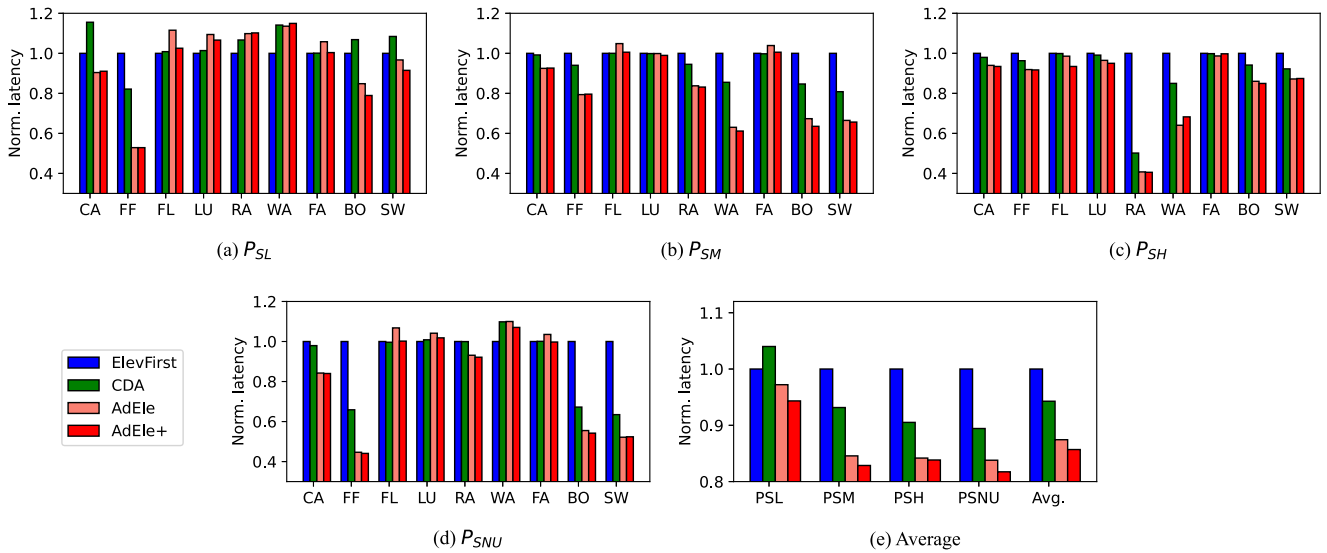 1.2
1.0
0.8
0.6
0.4
Norm. latency
CA FF FL LU RA WA FA BO SW
(a) P_SL
1.2
1.0
0.8
0.6
0.4
Norm. latency
CA FF FL LU RA WA FA BO SW
(b) P_SM
1.2
1.0
0.8
0.6
0.4
Norm. latency
CA FF FL LU RA WA FA BO SW
(c) P_SH
ElevFirst
CDA
AdEle
AdEle+
1.2
1.0
0.8
0.6
0.4
Norm. latency
CA FF FL LU RA WA FA BO SW
(d) P_SNU
1.1
1.0
0.9
0.8
Norm. latency
PSL PSM PSH PSNU Avg.
(e) Average